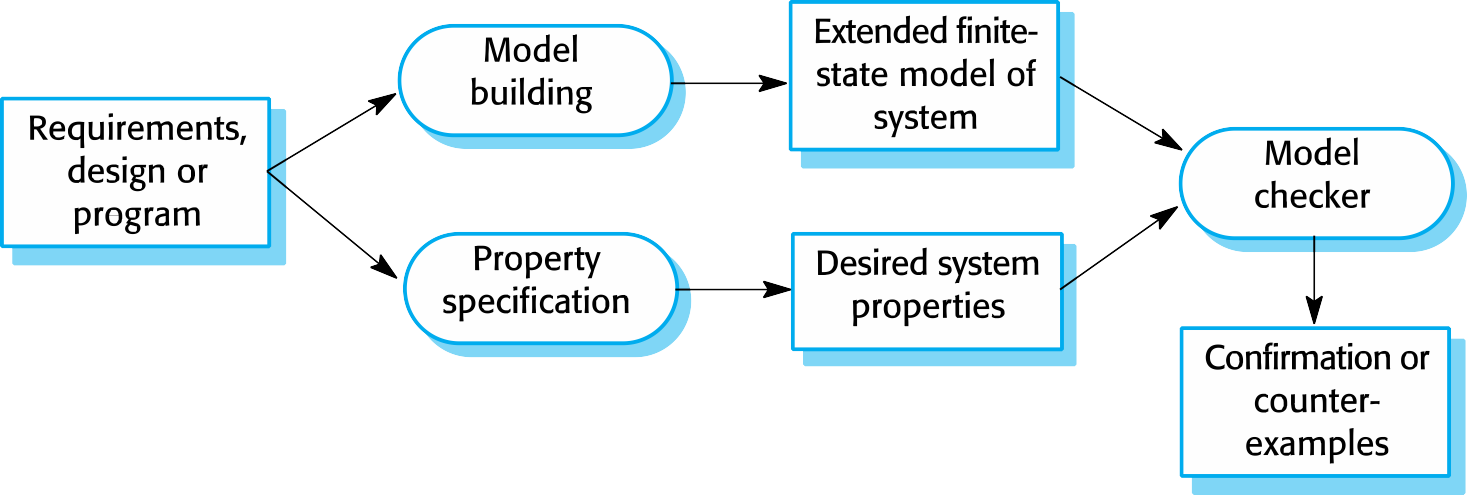 Requirements,
design or
program
Model
building
Extended finite-
state model of
system
Property
specification
Desired system
properties
Model
checker
Confirmation or
counter-
examples